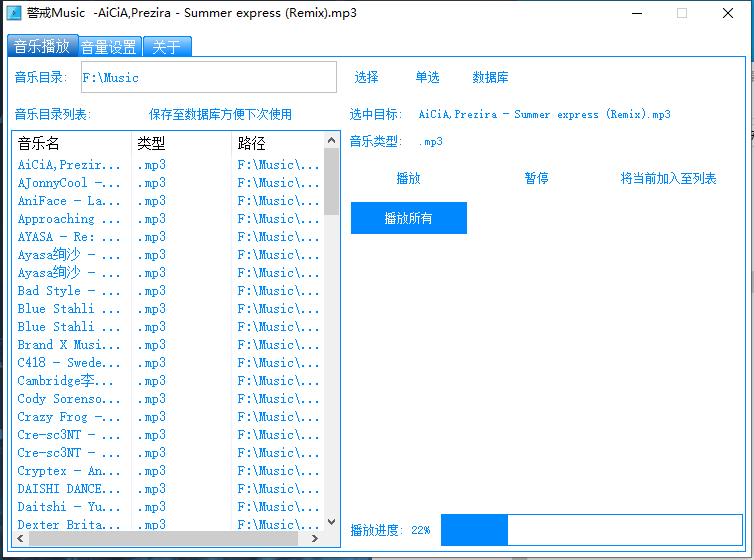 警戒Music -AiCiA,Prezira - Summer express (Remix).mp3
音乐播放 音量设置 关于
音乐目录: F:\Music 选择 单选 数据库
音乐目录列表: 保存至数据库方便下次使用 选中目标: AiCiA,Prezira - Summer express (Remix).mp3
音乐类型: .mp3
音乐名 类型 路径
播放 暂停 将当前加入至列表
播放所有
AiCiA,Prezir... .mp3 F:\Music\...
AJonnyCool -... .mp3 F:\Music\...
AniFace - La... .mp3 F:\Music\...
Approaching ... .mp3 F:\Music\...
AYASA - Re: ... .mp3 F:\Music\...
Ayasa绚沙 - ... .mp3 F:\Music\...
Ayasa绚沙 - ... .mp3 F:\Music\...
Bad Style - ... .mp3 F:\Music\...
Blue Stahli ... .mp3 F:\Music\...
Blue Stahli ... .mp3 F:\Music\...
Brand X Musi... .mp3 F:\Music\...
C418 - Swede... .mp3 F:\Music\...
Cambridge李... .mp3 F:\Music\...
Cody Sorenso... .mp3 F:\Music\...
Crazy Frog -... .mp3 F:\Music\...
Cre-sc3NT - ... .mp3 F:\Music\...
Cre-sc3NT - ... .mp3 F:\Music\...
Cryptex - An... .mp3 F:\Music\...
DAISHI DANCE... .mp3 F:\Music\...
Daitshi - Yu... .mp3 F:\Music\...
Dexter Brita... .mp3 F:\Music\...
播放进度: 22%